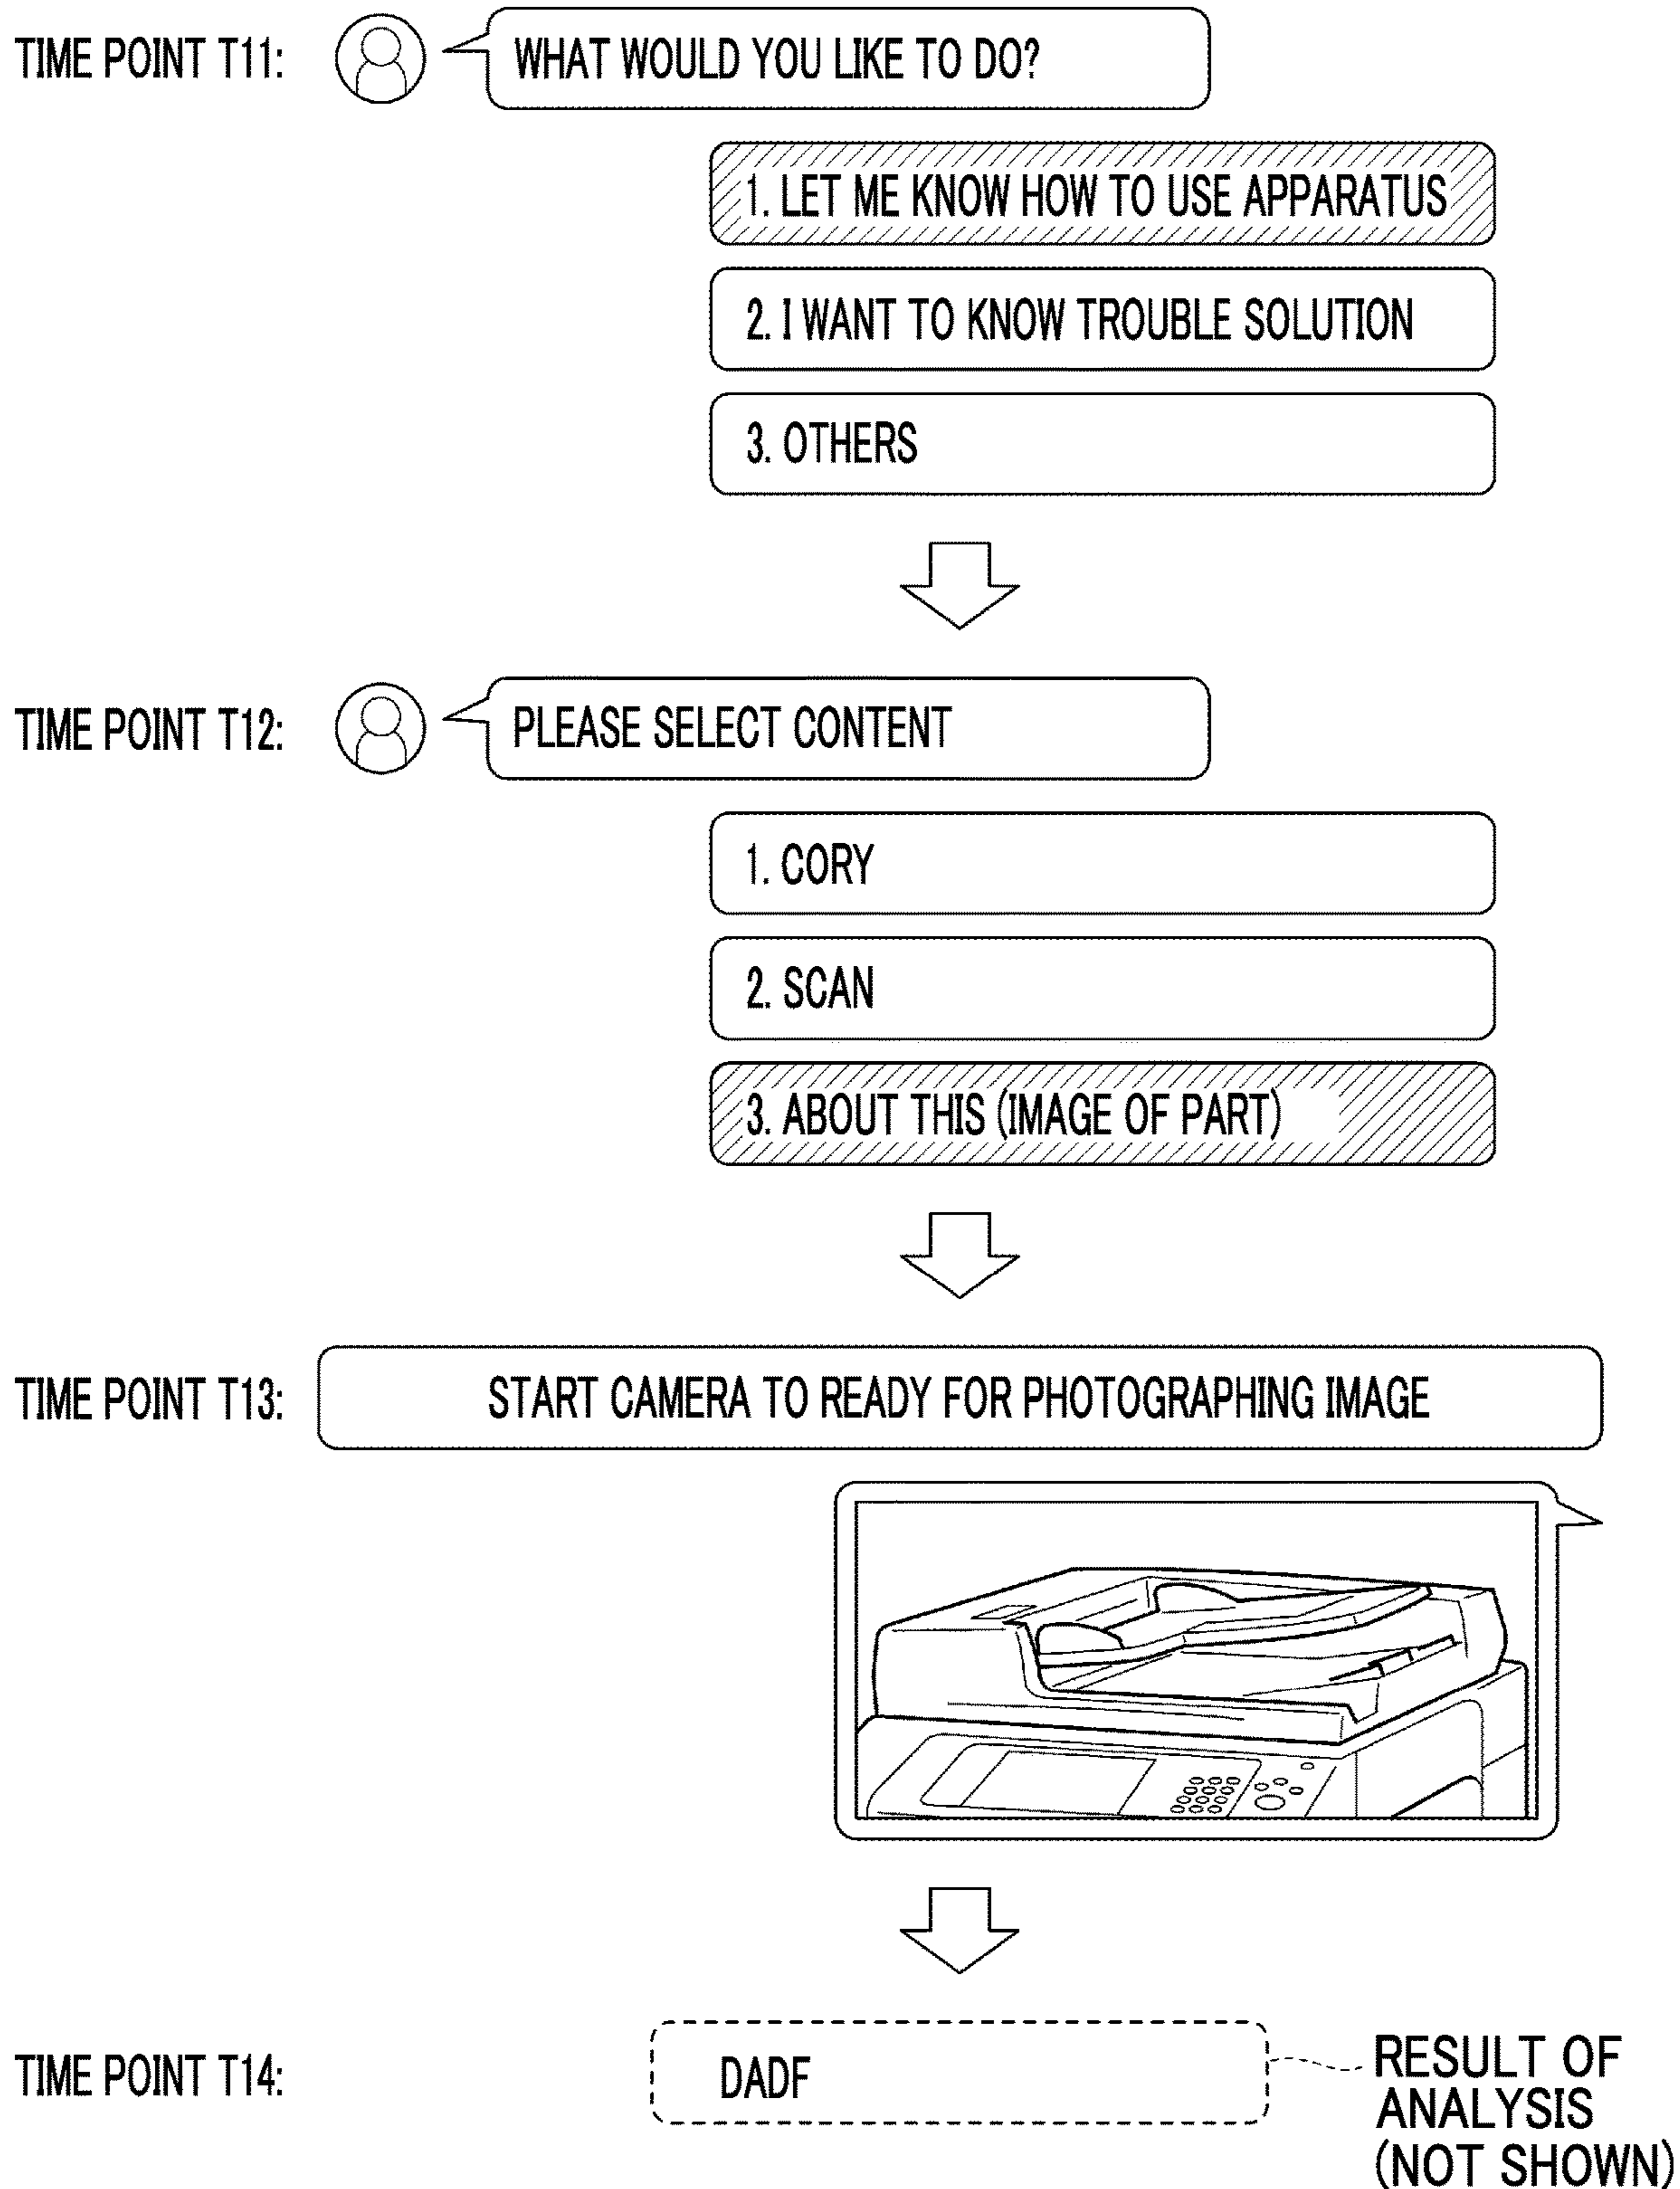 TIME POINT T11:
WHAT WOULD YOU LIKE TO DO?
1. LET ME KNOW HOW TO USE APPARATUS
2. I WANT TO KNOW TROUBLE SOLUTION
3. OTHERS
TIME POINT T12:
PLEASE SELECT CONTENT
1. CORY
2. SCAN
3. ABOUT THIS (IMAGE OF PART)
TIME POINT T13:
START CAMERA TO READY FOR PHOTOGRAPHING IMAGE
TIME POINT T14:
DADF
RESULT OF
ANALYSIS
(NOT SHOWN)